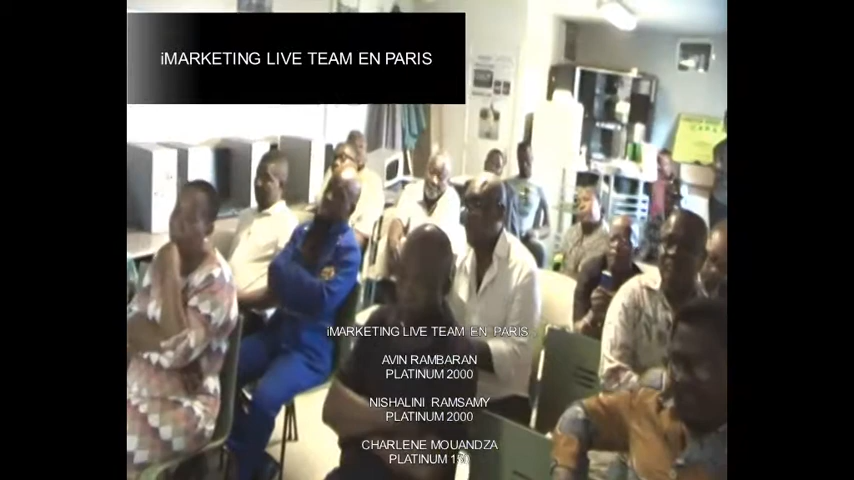 iMARKETING LIVE TEAM EN PARIS
iMARKETING LIVE TEAM EN PARIS
AVIN RAMBARAN
PLATINUM 2000
NISHALINI RAMSAMY
PLATINUM 2000
CHARLENE MOUANDZA
PLATINUM 150